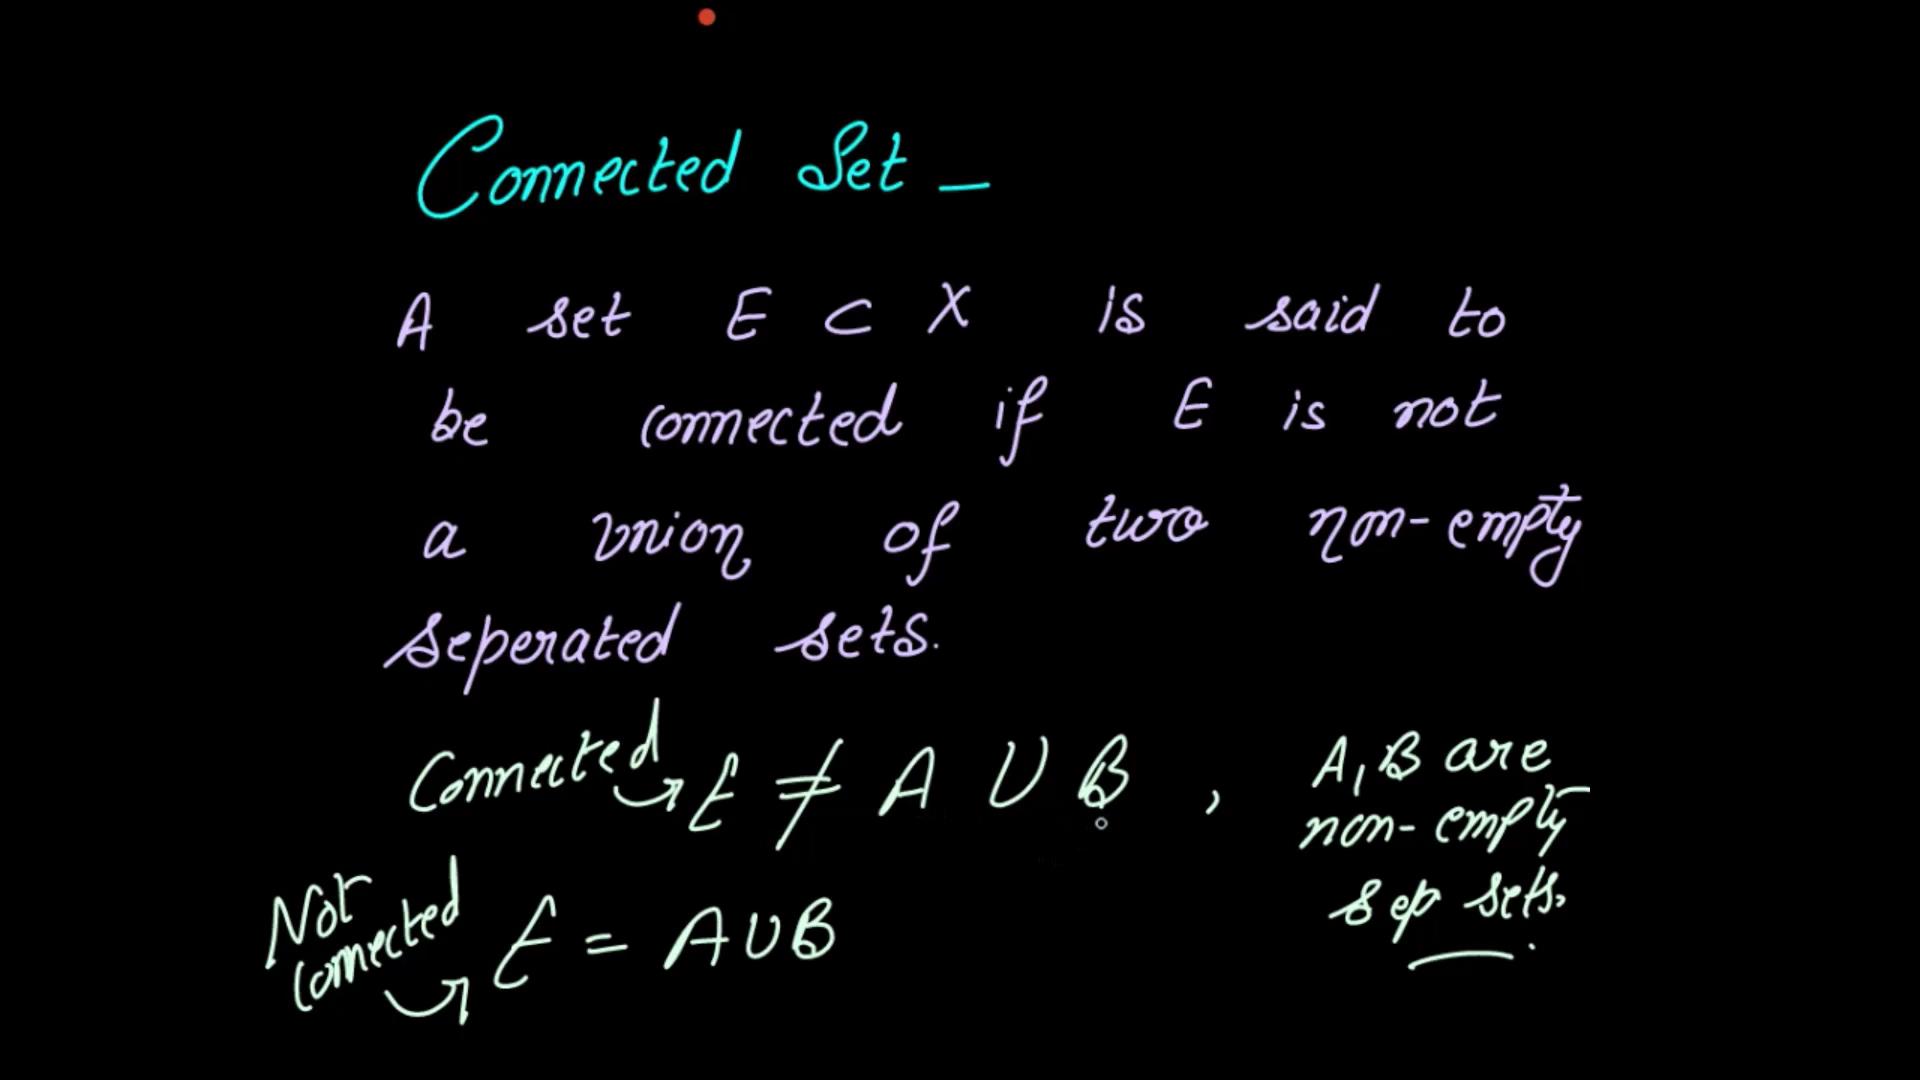 Connected Set -
A set E ⊂ X is said to
be connected if E is not
a union of two non-empty
seperated sets.
Connected E ≠ A ∪ B , A, B are
non-empty
sep sets.
Not
connected E = A ∪ B